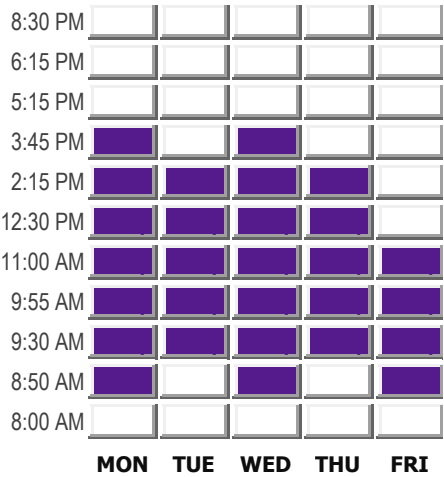 8:30 PM
6:15 PM
5:15 PM
3:45 PM
2:15 PM
12:30 PM
11:00 AM
9:55 AM
9:30 AM
8:50 AM
8:00 AM
MON TUE WED THU FRI